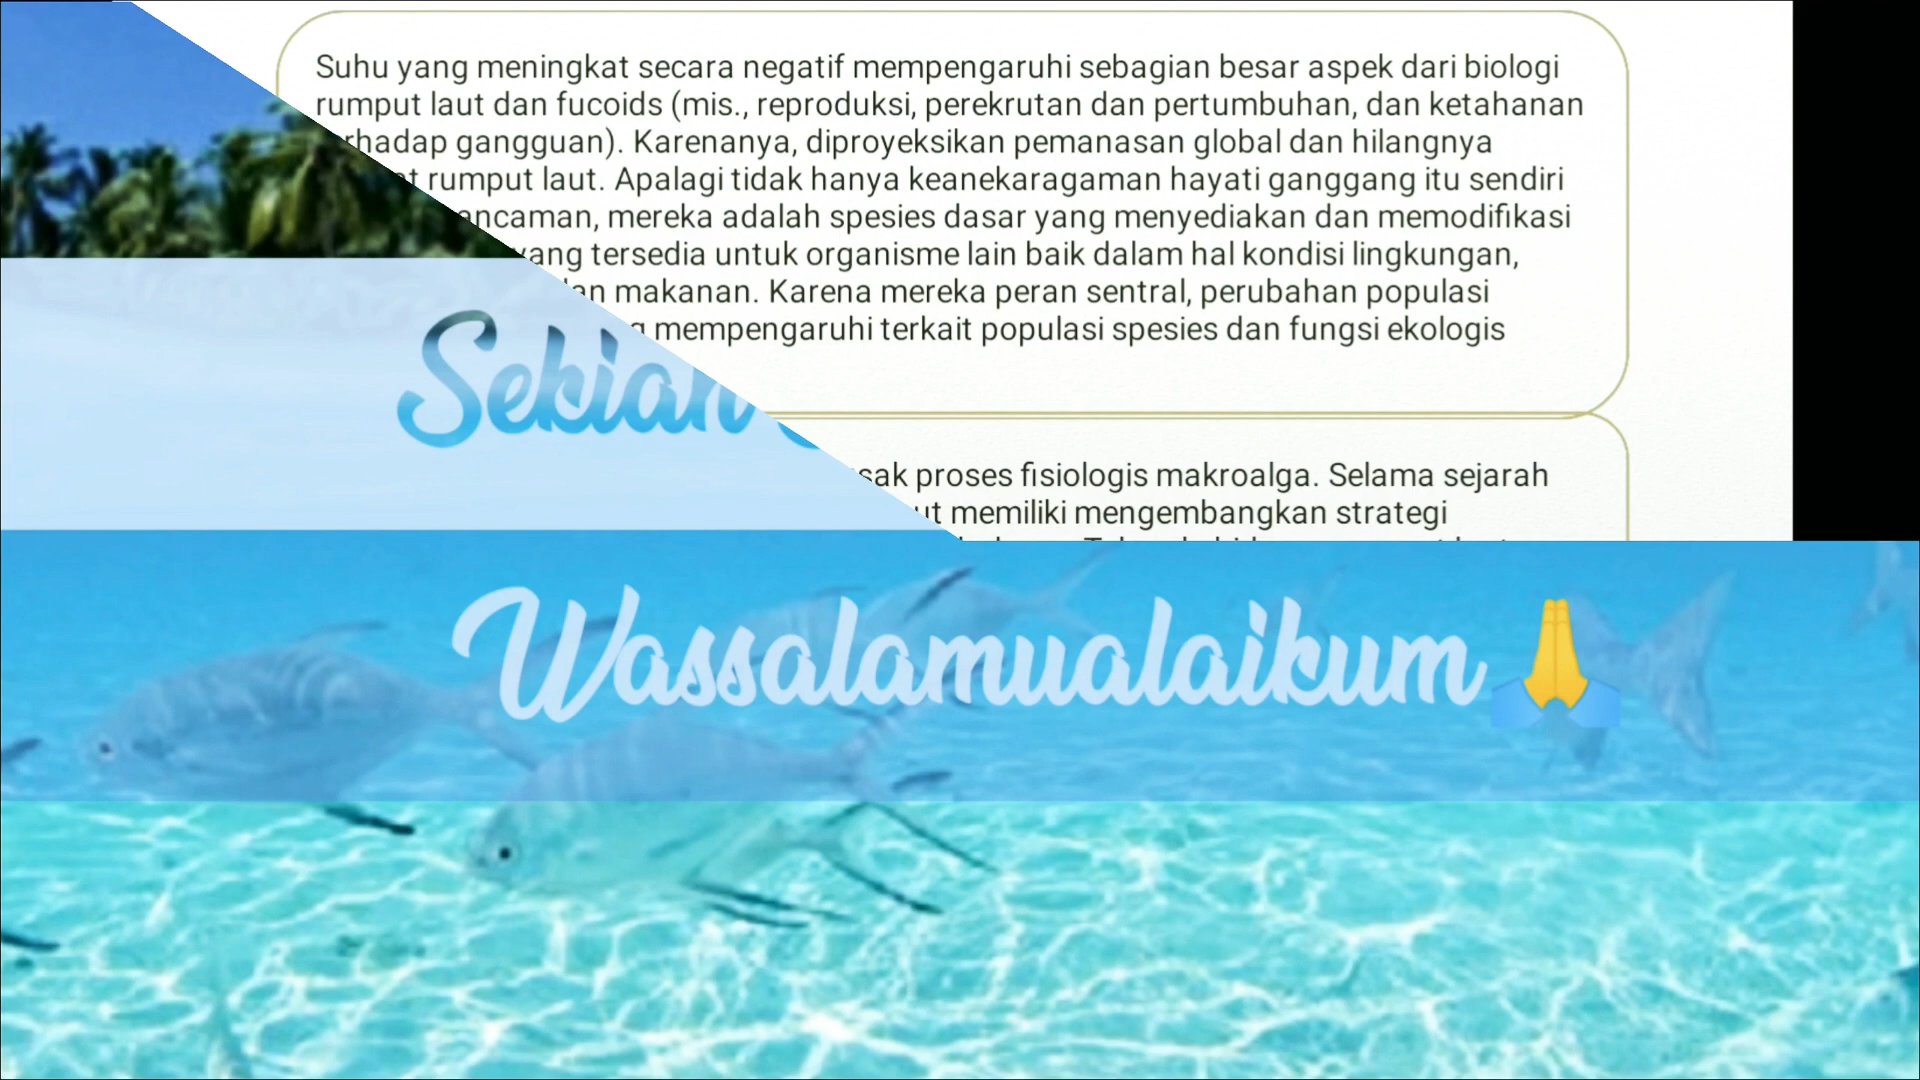 Suhu yang meningkat secara negatif mempengaruhi sebagian besar aspek dari biologi
rumput laut dan fucoids (mis., reproduksi, perekrutan dan pertumbuhan, dan ketahanan
gangguan). Karenanya, diproyeksikan pemanasan global dan hilangnya
rumput laut. Apalagi tidak hanya keanekaragaman hayati ganggang itu sendiri
ancaman, mereka adalah spesies dasar yang menyediakan dan memodifikasi
yang tersedia untuk organisme lain baik dalam hal kondisi lingkungan,
makanan. Karena mereka peran sentral, perubahan populasi
mempengaruhi terkait populasi spesies dan fungsi ekologis
Sekian
proses fisiologis makroalga. Selama sejarah
memiliki mengembangkan strategi
Wassalamualaikum🙏